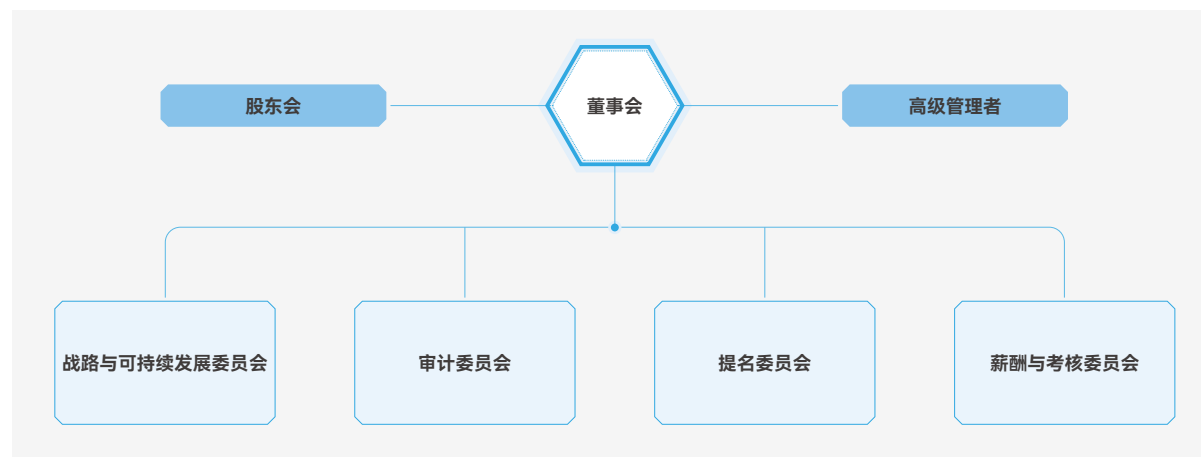 股东会
董事会
高级管理者
战略与可持续发展委员会
审计委员会
提名委员会
薪酬与考核委员会